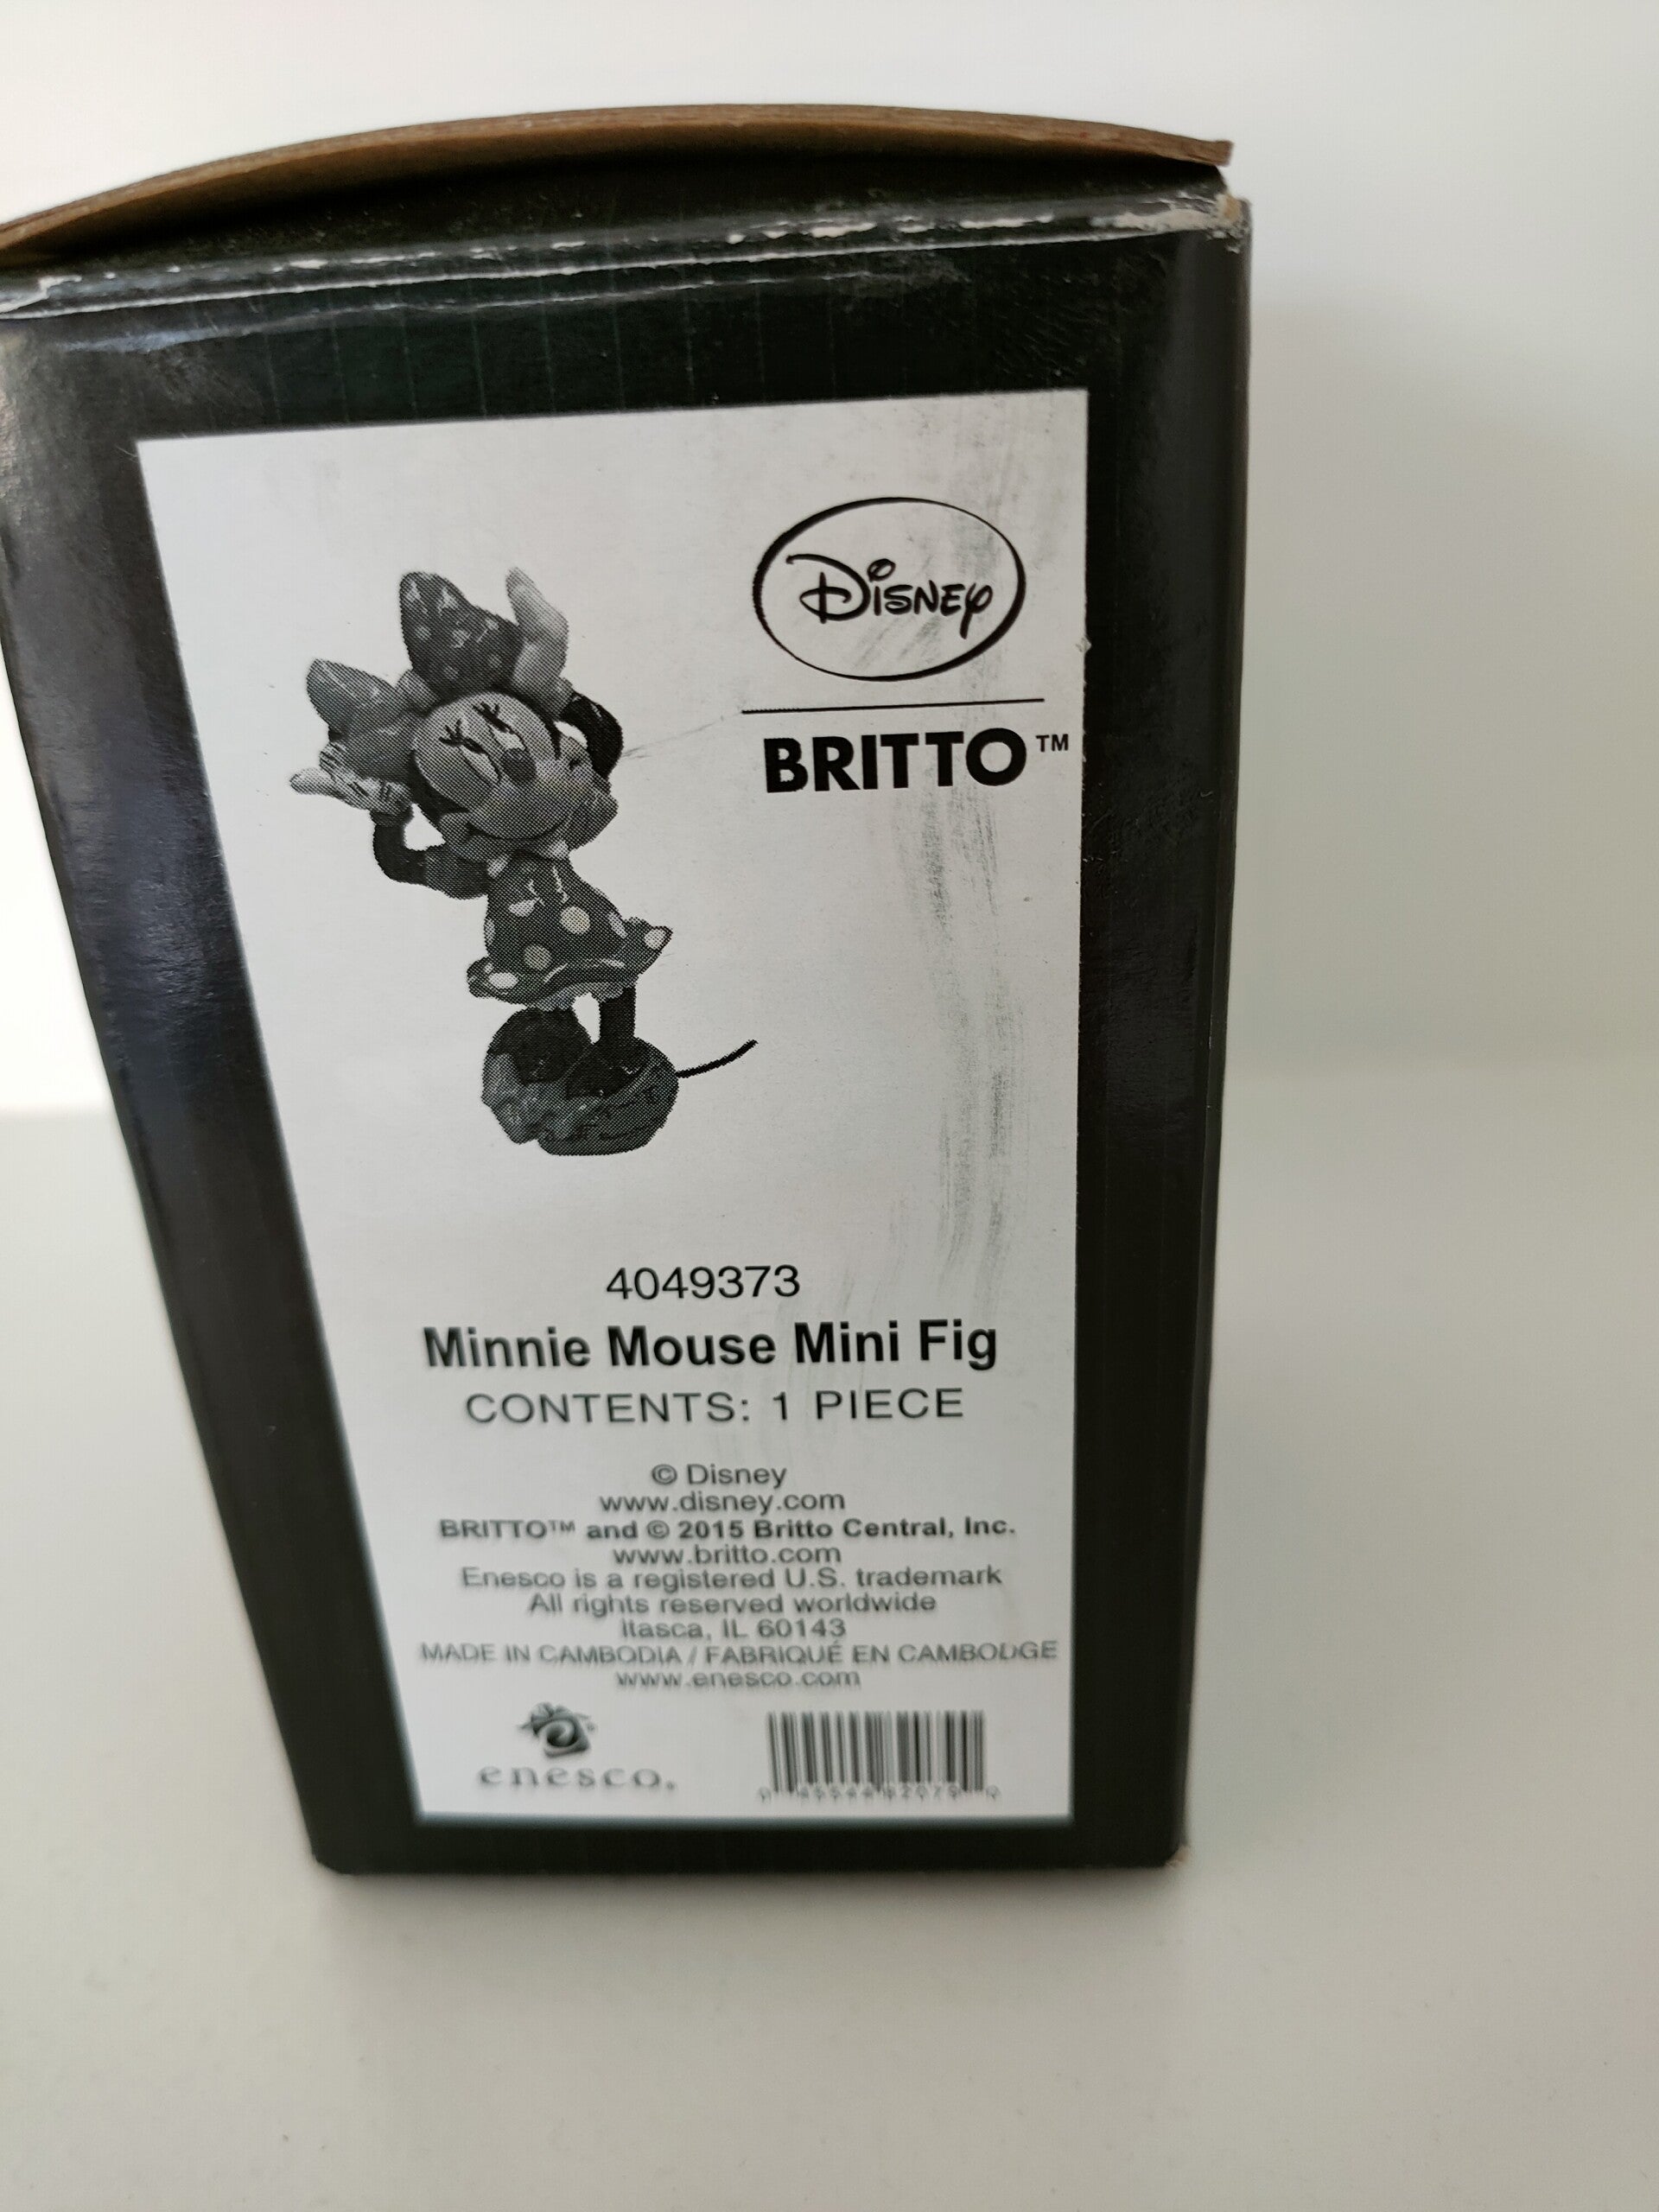 Disney
BRITTO™
4049373
Minnie Mouse Mini Fig
CONTENTS: 1 PIECE
© Disney
www.disney.com
BRITTO™ and © 2015 Britto Central, Inc.
www.britto.com
Enesco is a registered U.S. trademark
All rights reserved worldwide
Itasca, IL 60143
MADE IN CAMBODIA / FABRIQUÉ EN CAMBODGE
www.enesco.com
enesco.